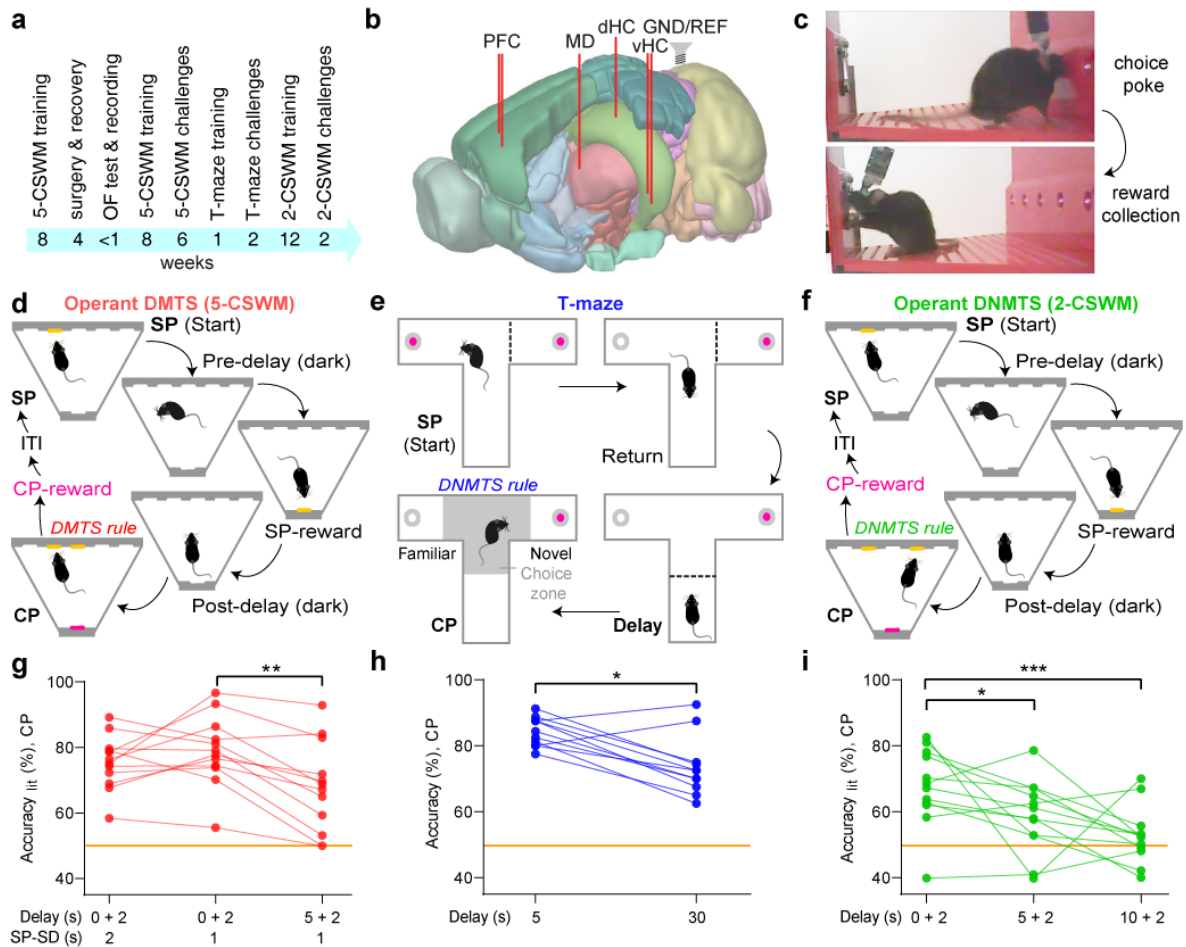 a
5-CSWM training
surgery & recovery
OF test & recording
5-CSWM training
5-CSWM challenges
T-maze training
T-maze challenges
2-CSWM training
2-CSWM challenges
8 4 <1 8 6 1 2 12 2
weeks
b
PFC
MD
dHC
vHC
GND/REF
c
choice
poke
reward
collection
d
Operant DMTS (5-CSWM)
SP (Start)
Pre-delay (dark)
SP
ITI
CP-reward
DMTS rule
SP-reward
Post-delay (dark)
CP
e
T-maze
SP
(Start)
Return
DNMTS rule
Familiar
Novel
Choice
zone
CP
Delay
f
Operant DNMTS (2-CSWM)
SP (Start)
Pre-delay (dark)
SP
ITI
CP-reward
DNMTS rule
SP-reward
Post-delay (dark)
CP
g
**
Accuracy lit (%), CP
100
80
60
40
Delay (s) 0 + 2 0 + 2 5 + 2
SP-SD (s) 2 1 1
h
*
Accuracy (%), CP
100
80
60
40
Delay (s) 5 30
i
***
*
Accuracy lit (%), CP
100
80
60
40
Delay (s) 0 + 2 5 + 2 10 + 2